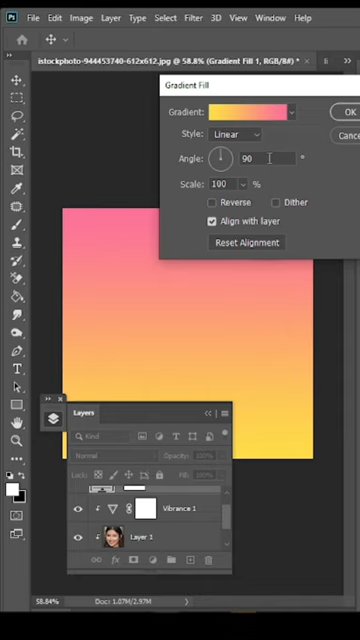 Ps File Edit Image Layer Type Select Filter 3D View Window Help
istockphoto-944453740-612x612.jpg @ 58.8% (Gradient Fill 1, RGB/8#) *
Gradient Fill
Gradient:
OK
Style: Linear
Cance
Angle: 90 °
Scale: 100 %
Reverse Dither
Align with layer
Reset Alignment
Layers
Kind
Normal Opacity: 100%
Lock: Fill: 100%
Vibrance 1
Layer 1
fx
58.84% Doc: 1.07M/2.97M